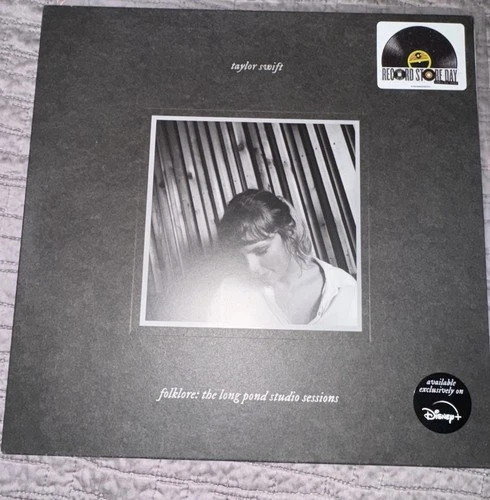 taylor swift
RECORD STORE DAY
folklore: the long pond studio sessions
available
exclusively on
Disney+